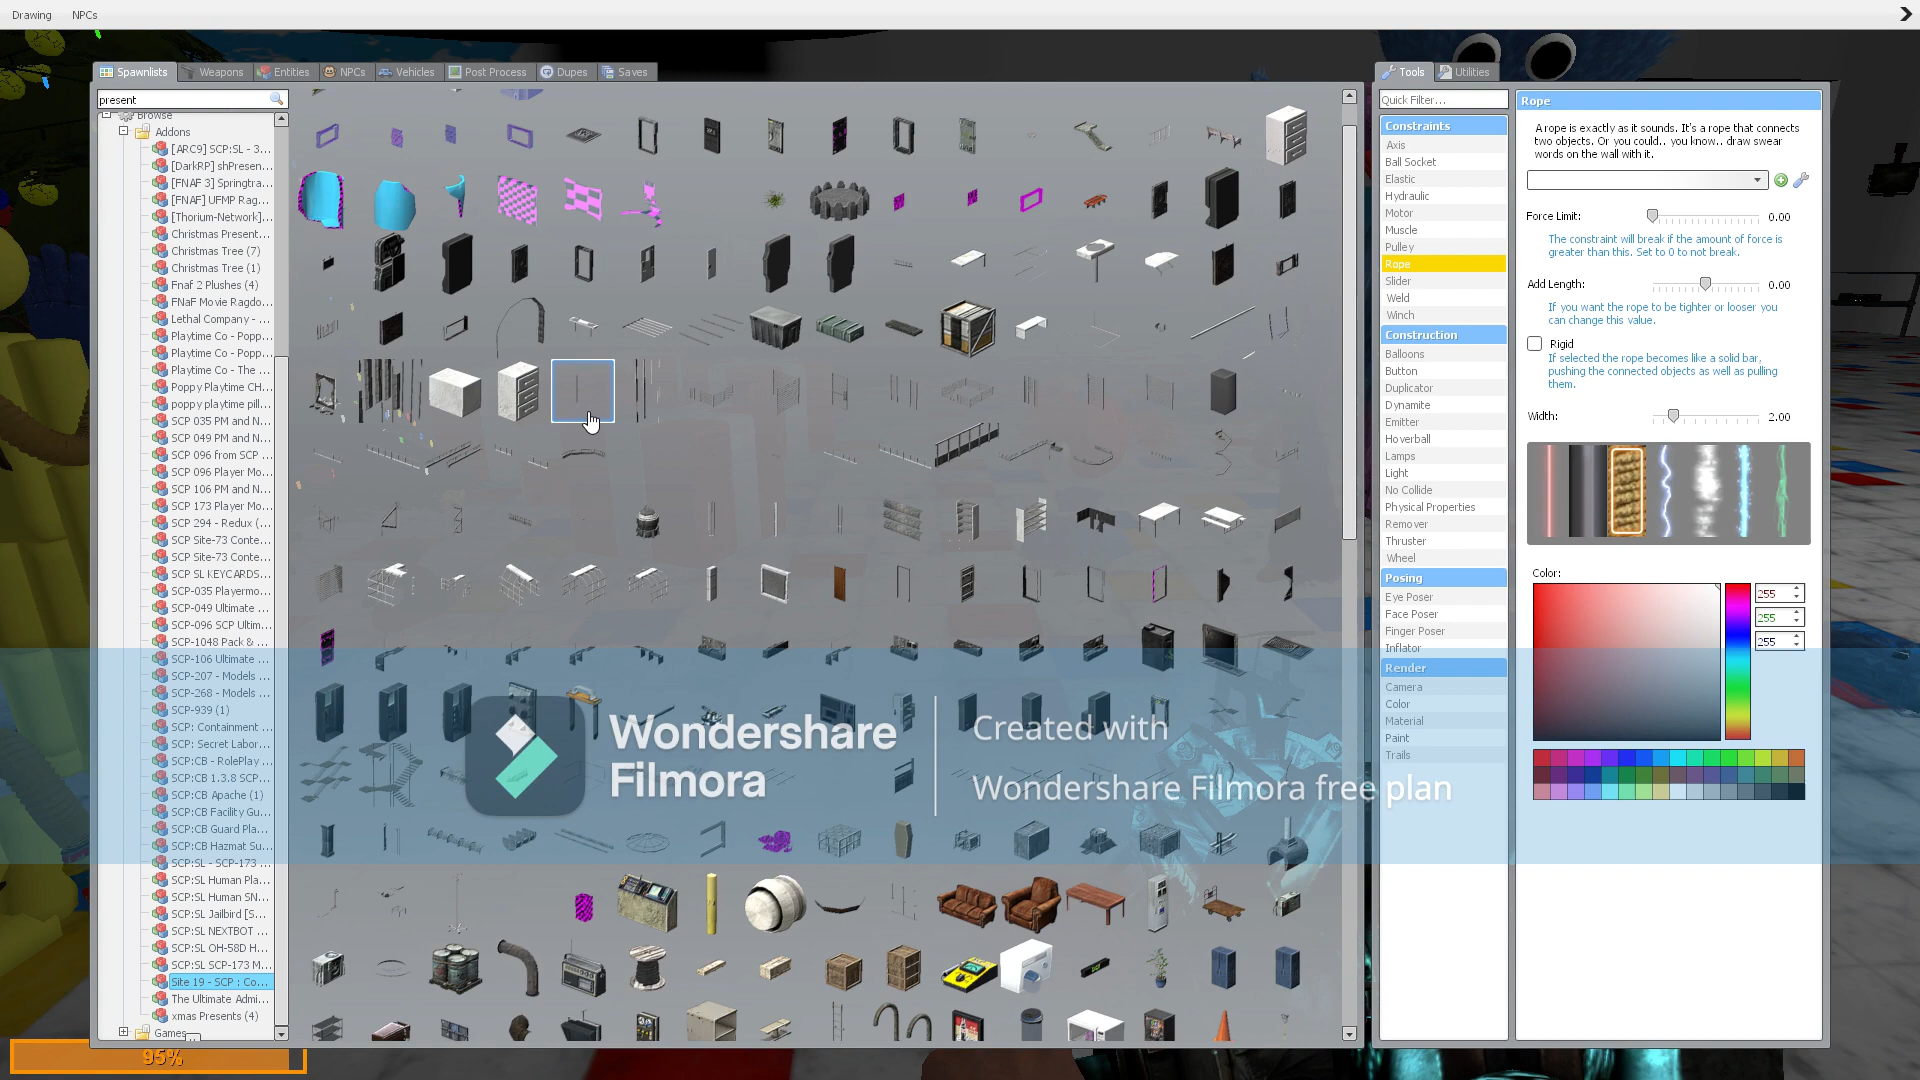 Drawing NPCs
Spawnlists Weapons Entities NPCs Vehicles Post Process Dupes Saves
present
Browse
Addons
[ARC9] SCP:SL - 3...
[DarkRP] shPresen...
[FNAF 3] Springtra...
[FNAF] UFMP Rag...
[Thorium-Network]...
Christmas Present...
Christmas Tree (7)
Christmas Tree (1)
Fnaf 2 Plushes (4)
FNaF Movie Ragdo...
Lethal Company - ...
Playtime Co - Popp...
Playtime Co - Popp...
Playtime Co - The ...
Poppy Playtime CH...
poppy playtime pill...
SCP 035 PM and N...
SCP 049 PM and N...
SCP 096 from SCP ...
SCP 096 Player Mo...
SCP 106 PM and N...
SCP 173 Player Mo...
SCP 294 - Redux (...
SCP Site-73 Conte...
SCP Site-73 Conte...
SCP SL KEYCARDS...
SCP-035 Playermo...
SCP-049 Ultimate ...
SCP-096 SCP Ultim...
SCP-1048 Pack & ...
SCP-106 Ultimate ...
SCP-207 - Models ...
SCP-268 - Models ...
SCP-939 (1)
SCP: Containment ...
SCP: Secret Labor...
SCP:CB - RolePlay ...
SCP:CB 1.3.8 SCP...
SCP:CB Apache (1)
SCP:CB Facility Gu...
SCP:CB Guard Pla...
SCP:CB Hazmat Su...
SCP:SL - SCP-173 ...
SCP:SL Human Pla...
SCP:SL Human SN...
SCP:SL Jailbird [S...
SCP:SL NEXTBOT ...
SCP:SL OH-58D H...
SCP:SL SCP-173 M...
Site 19 - SCP : Co...
The Ultimate Admi...
xmas Presents (4)
Games
95%
Wondershare
Filmora
Created with
Wondershare Filmora free plan
Tools Utilities
Quick Filter...
Constraints
Axis
Ball Socket
Elastic
Hydraulic
Motor
Muscle
Pulley
Rope
Slider
Weld
Winch
Construction
Balloons
Button
Duplicator
Dynamite
Emitter
Hoverball
Lamps
Light
No Collide
Physical Properties
Remover
Thruster
Wheel
Posing
Eye Poser
Face Poser
Finger Poser
Inflator
Render
Camera
Color
Material
Paint
Trails
Rope
A rope is exactly as it sounds. It's a rope that connects
two objects. Or you could.. you know.. draw swear
words on the wall with it.
Force Limit: 0.00
The constraint will break if the amount of force is
greater than this. Set to 0 to not break.
Add Length: 0.00
If you want the rope to be tighter or looser you
can change this value.
Rigid
If selected the rope becomes like a solid bar,
pushing the connected objects as well as pulling
them.
Width: 2.00
Color:
255
255
255